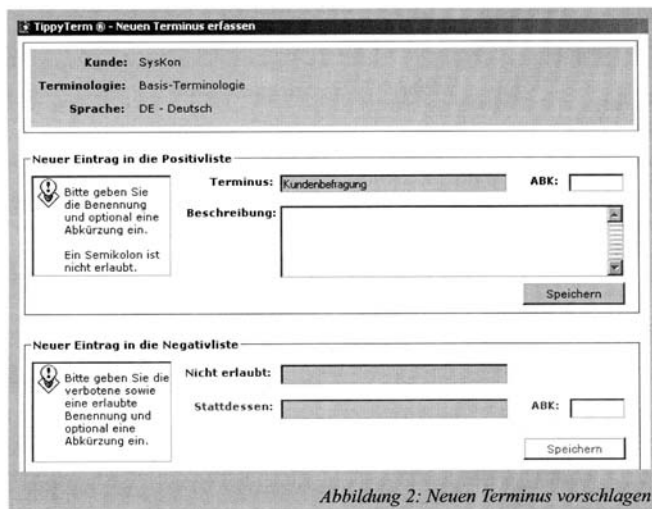 TippyTerm ® - Neuen Terminus erfassen
Kunde: SysKon
Terminologie: Basis-Terminologie
Sprache: DE - Deutsch
Neuer Eintrag in die Positivliste
Bitte geben Sie
die Benennung
und optional eine
Abkürzung ein.
Ein Semikolon ist
nicht erlaubt.
Terminus: Kundenbefragung ABK:
Beschreibung:
Speichern
Neuer Eintrag in die Negativliste
Bitte geben Sie die
verbotene sowie
eine erlaubte
Benennung und
optional eine
Abkürzung ein.
Nicht erlaubt:
Stattdessen: ABK:
Speichern
Abbildung 2: Neuen Terminus vorschlagen